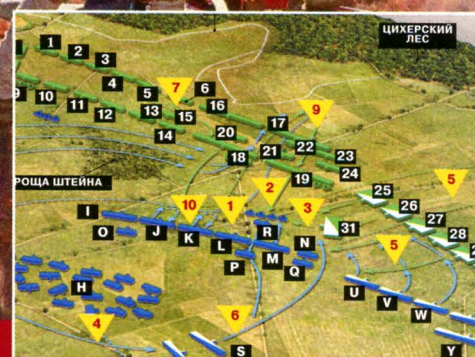 ЦИХЕРСКИЙ
ЛЕС
1
2
3
4
5
6
7
16
9
9
10
11
12
13
15
14
17
20
18
21
22
23
24
19
РОЩА ШТЕЙНА
I
J
O
10
K
1
L
2
R
3
N
P
M
Q
31
25
26
27
28
5
5
H
U
V
W
4
6
S
Y